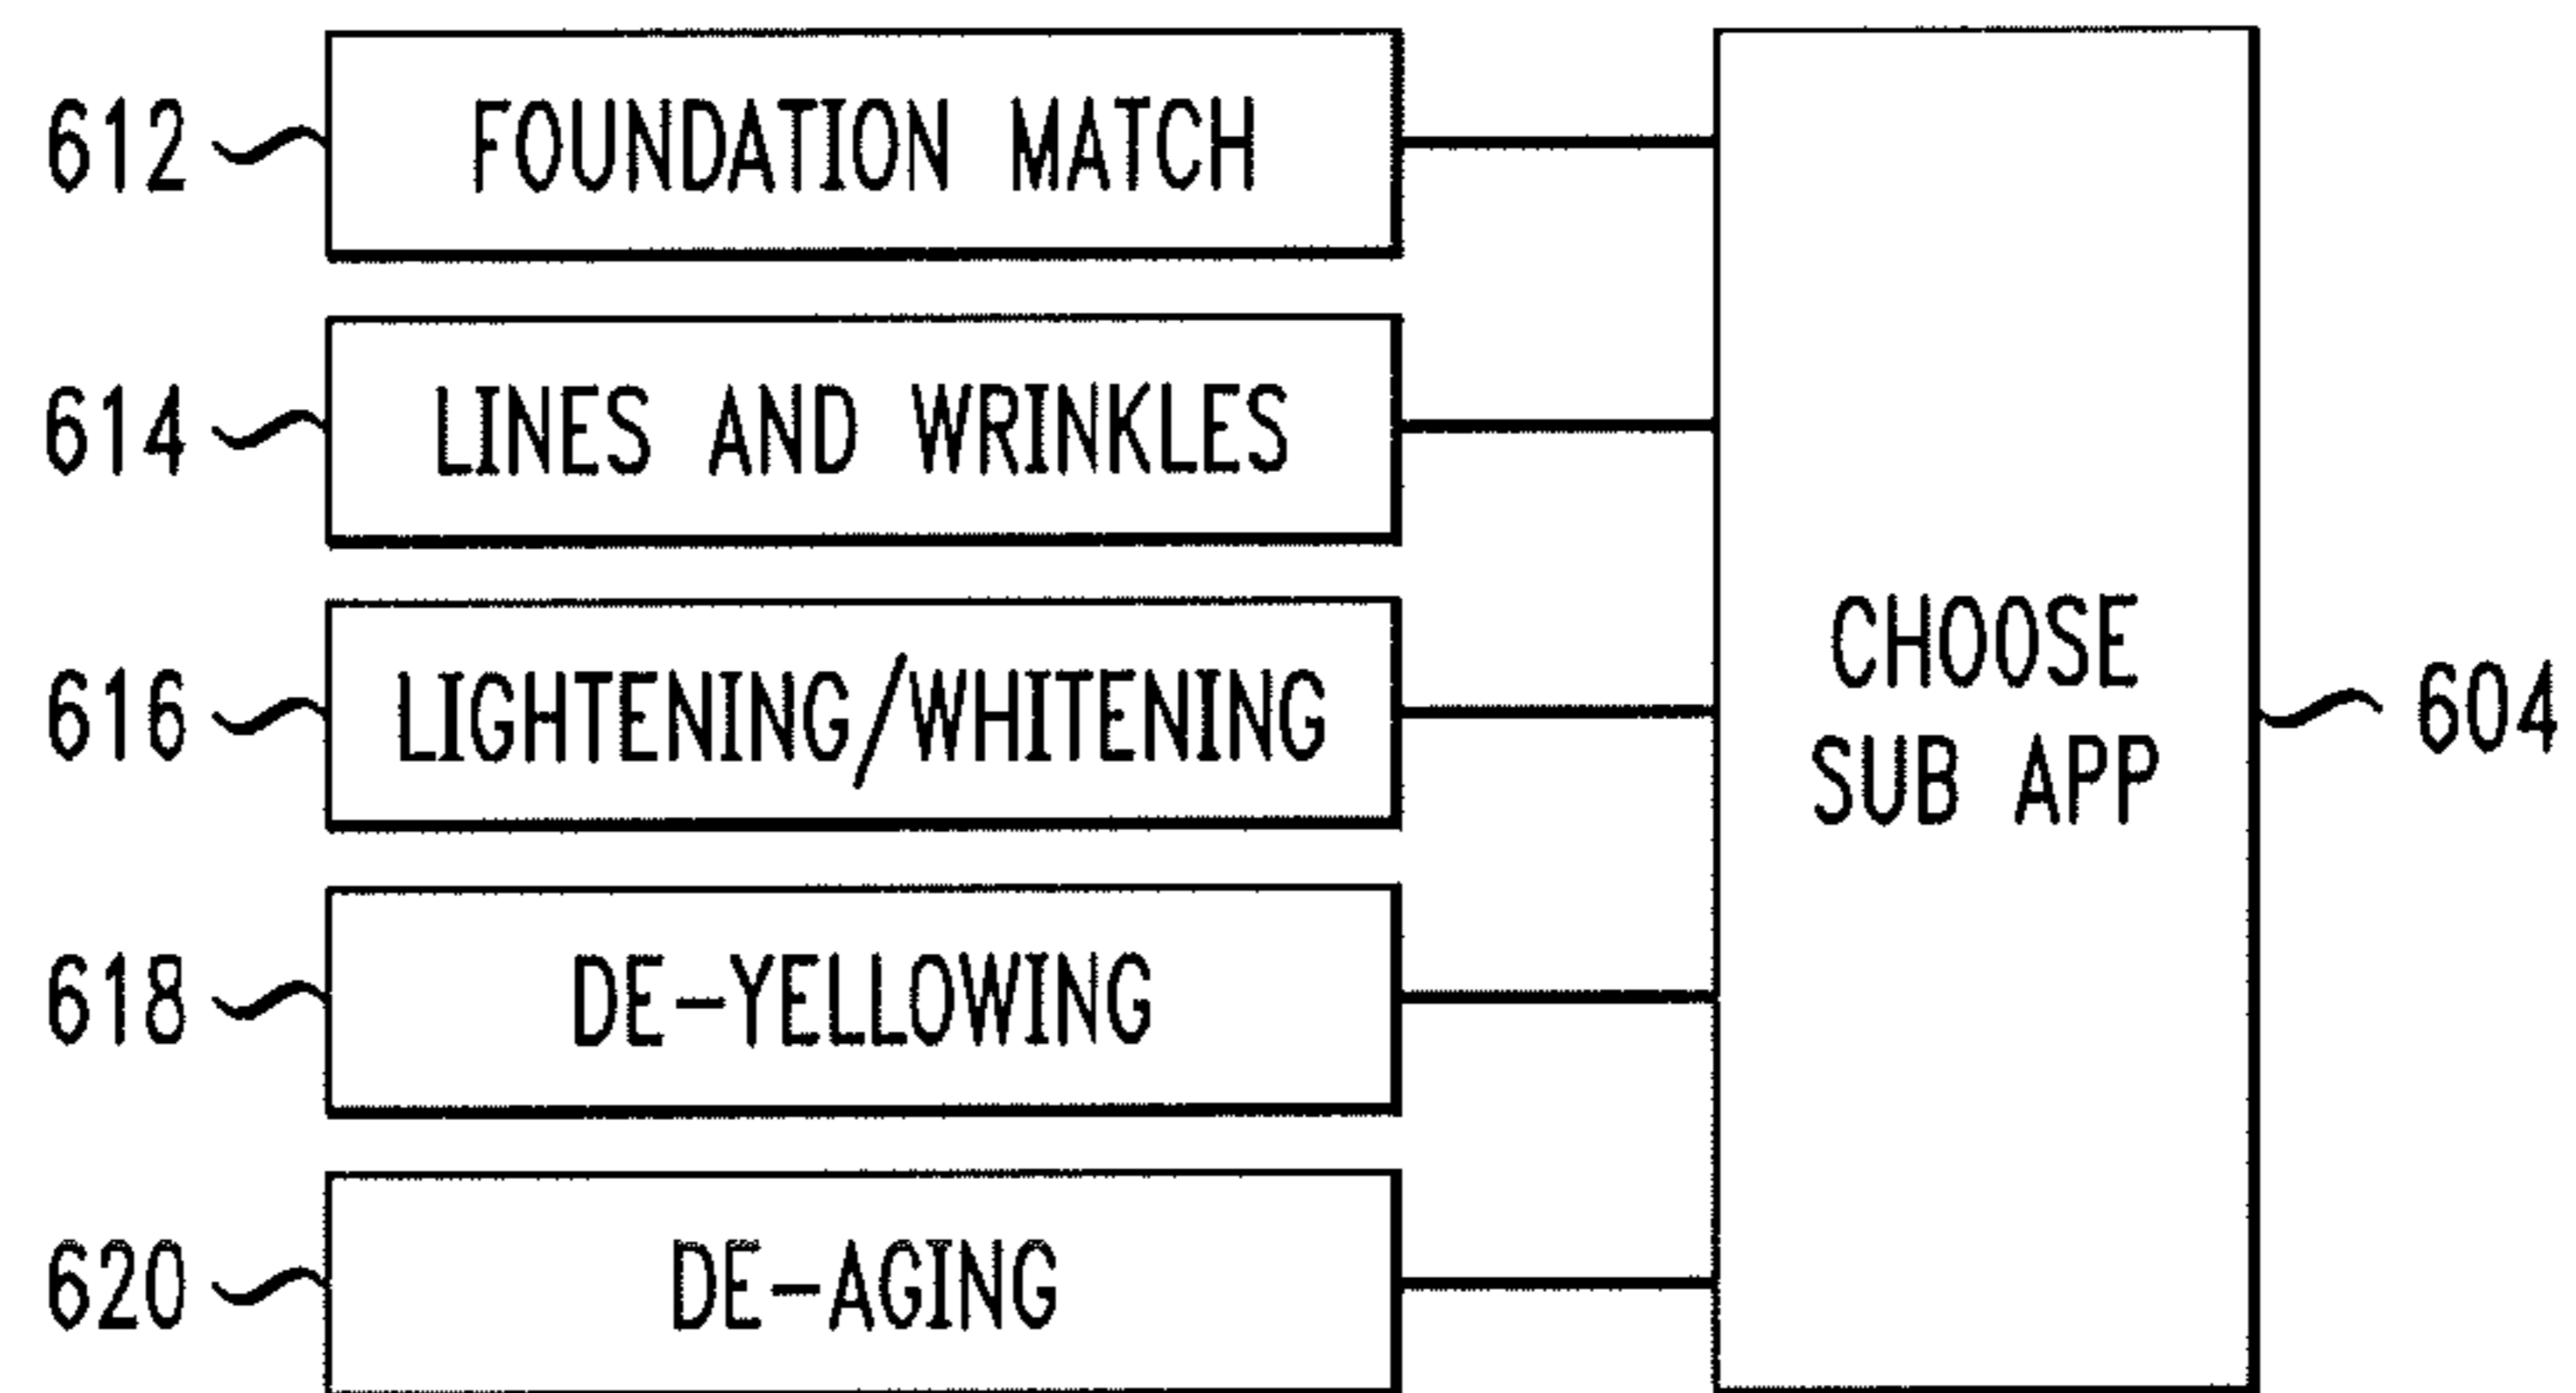 612 FOUNDATION MATCH
614 LINES AND WRINKLES
616 LIGHTENING/WHITENING
618 DE-YELLOWING
620 DE-AGING
CHOOSE
SUB APP
604